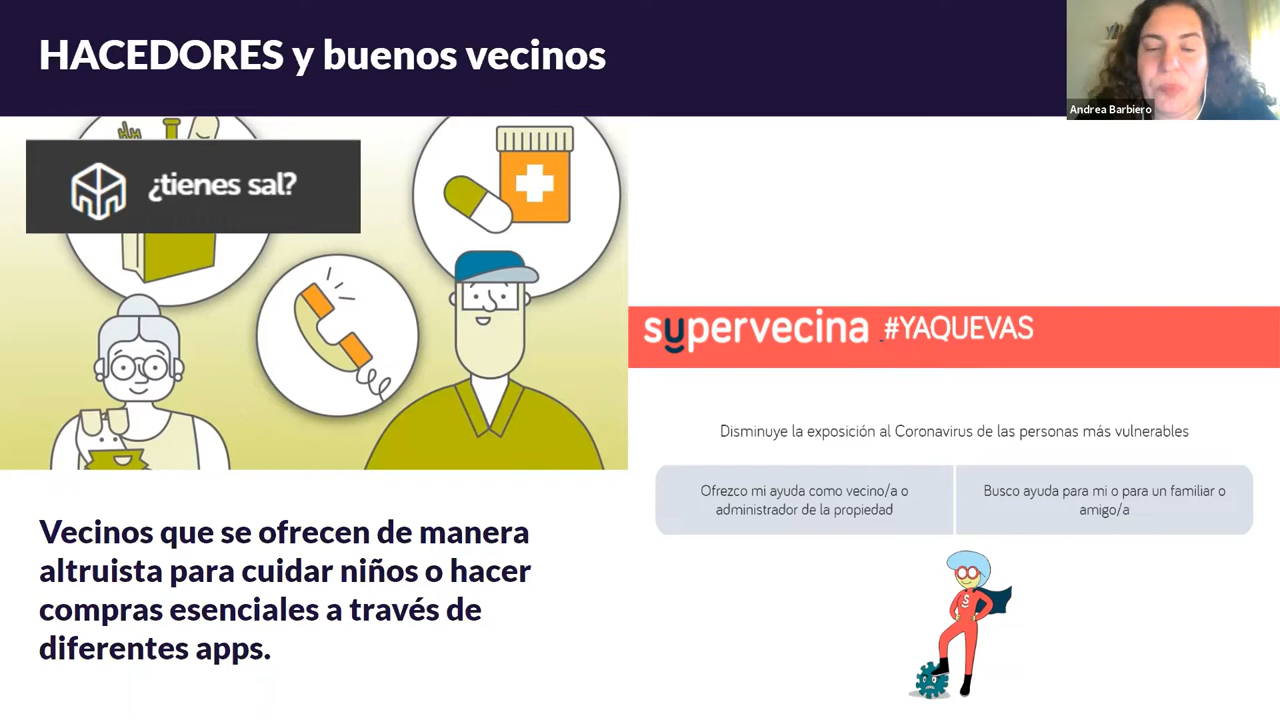 HACEDORES y buenos vecinos
Andrea Barbiero
¿tienes sal?
supervecina #YAQUEVAS
Disminuye la exposición al Coronavirus de las personas más vulnerables
Ofrezco mi ayuda como vecino/a o
administrador de la propiedad
Busco ayuda para mi o para un familiar o
amigo/a
S
Vecinos que se ofrecen de manera
altruista para cuidar niños o hacer
compras esenciales a través de
diferentes apps.